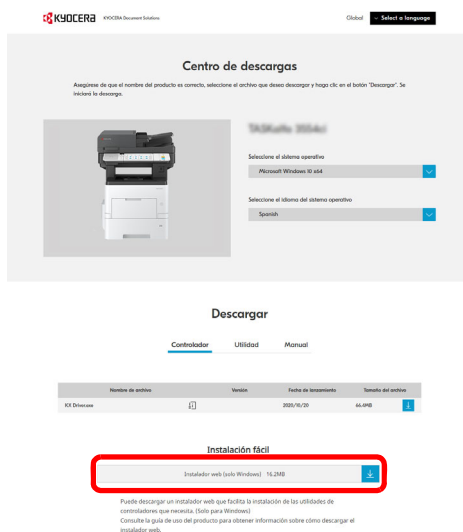 KYOCERA KYOCERA Document Solutions Global Select a language
Centro de descargas
Asegúrese de que el nombre del producto es correcto, seleccione el archivo que desea descargar y haga clic en el botón "Descargar". Se
iniciará la descarga.
Seleccione el sistema operativo
Microsoft Windows 10 x64
Seleccione el idioma del sistema operativo
Spanish
Descargar
Controlador Utilidad Manual
Nombre de archivo Versión Fecha de lanzamiento Tamaño del archivo
KX Driver.exe 2020/10/20 66.4MB
Instalación fácil
Instalador web (solo Windows) 16.2MB
Puede descargar un instalador web que facilita la instalación de las utilidades de
controladores que necesita. (Solo para Windows)
Consulte la guía de uso del producto para obtener información sobre cómo descargar el
instalador web.